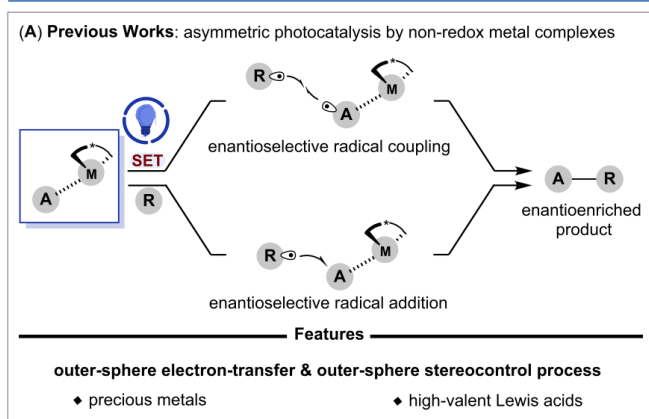 (A) Previous Works: asymmetric photocatalysis by non-redox metal complexes
R
A
M
*
enantioselective radical coupling
A
M
*
SET
R
R
A
M
*
enantioselective radical addition
A
R
enantioenriched
product
Features
outer-sphere electron-transfer & outer-sphere stereocontrol process
◆ precious metals
◆ high-valent Lewis acids